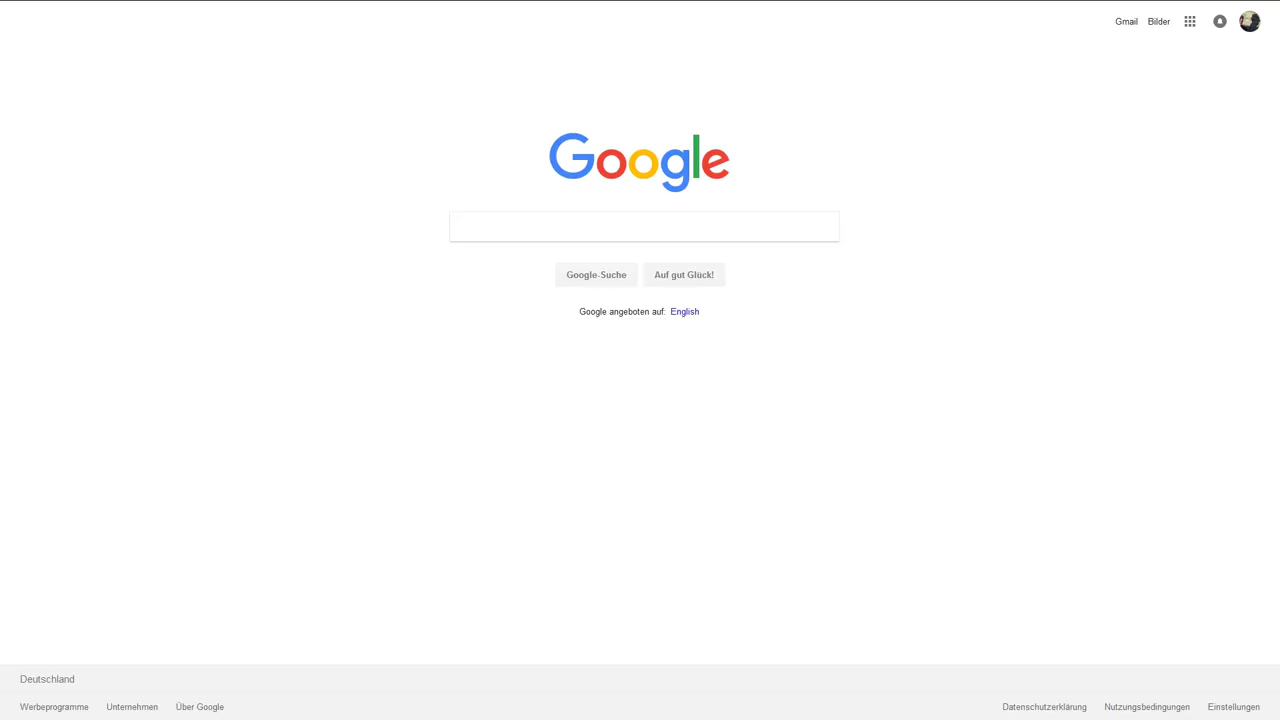 Gmail Bilder
Google
Google-Suche Auf gut Glück!
Google angeboten auf: English
Deutschland
Werbeprogramme Unternehmen Über Google Datenschutzerklärung Nutzungsbedingungen Einstellungen